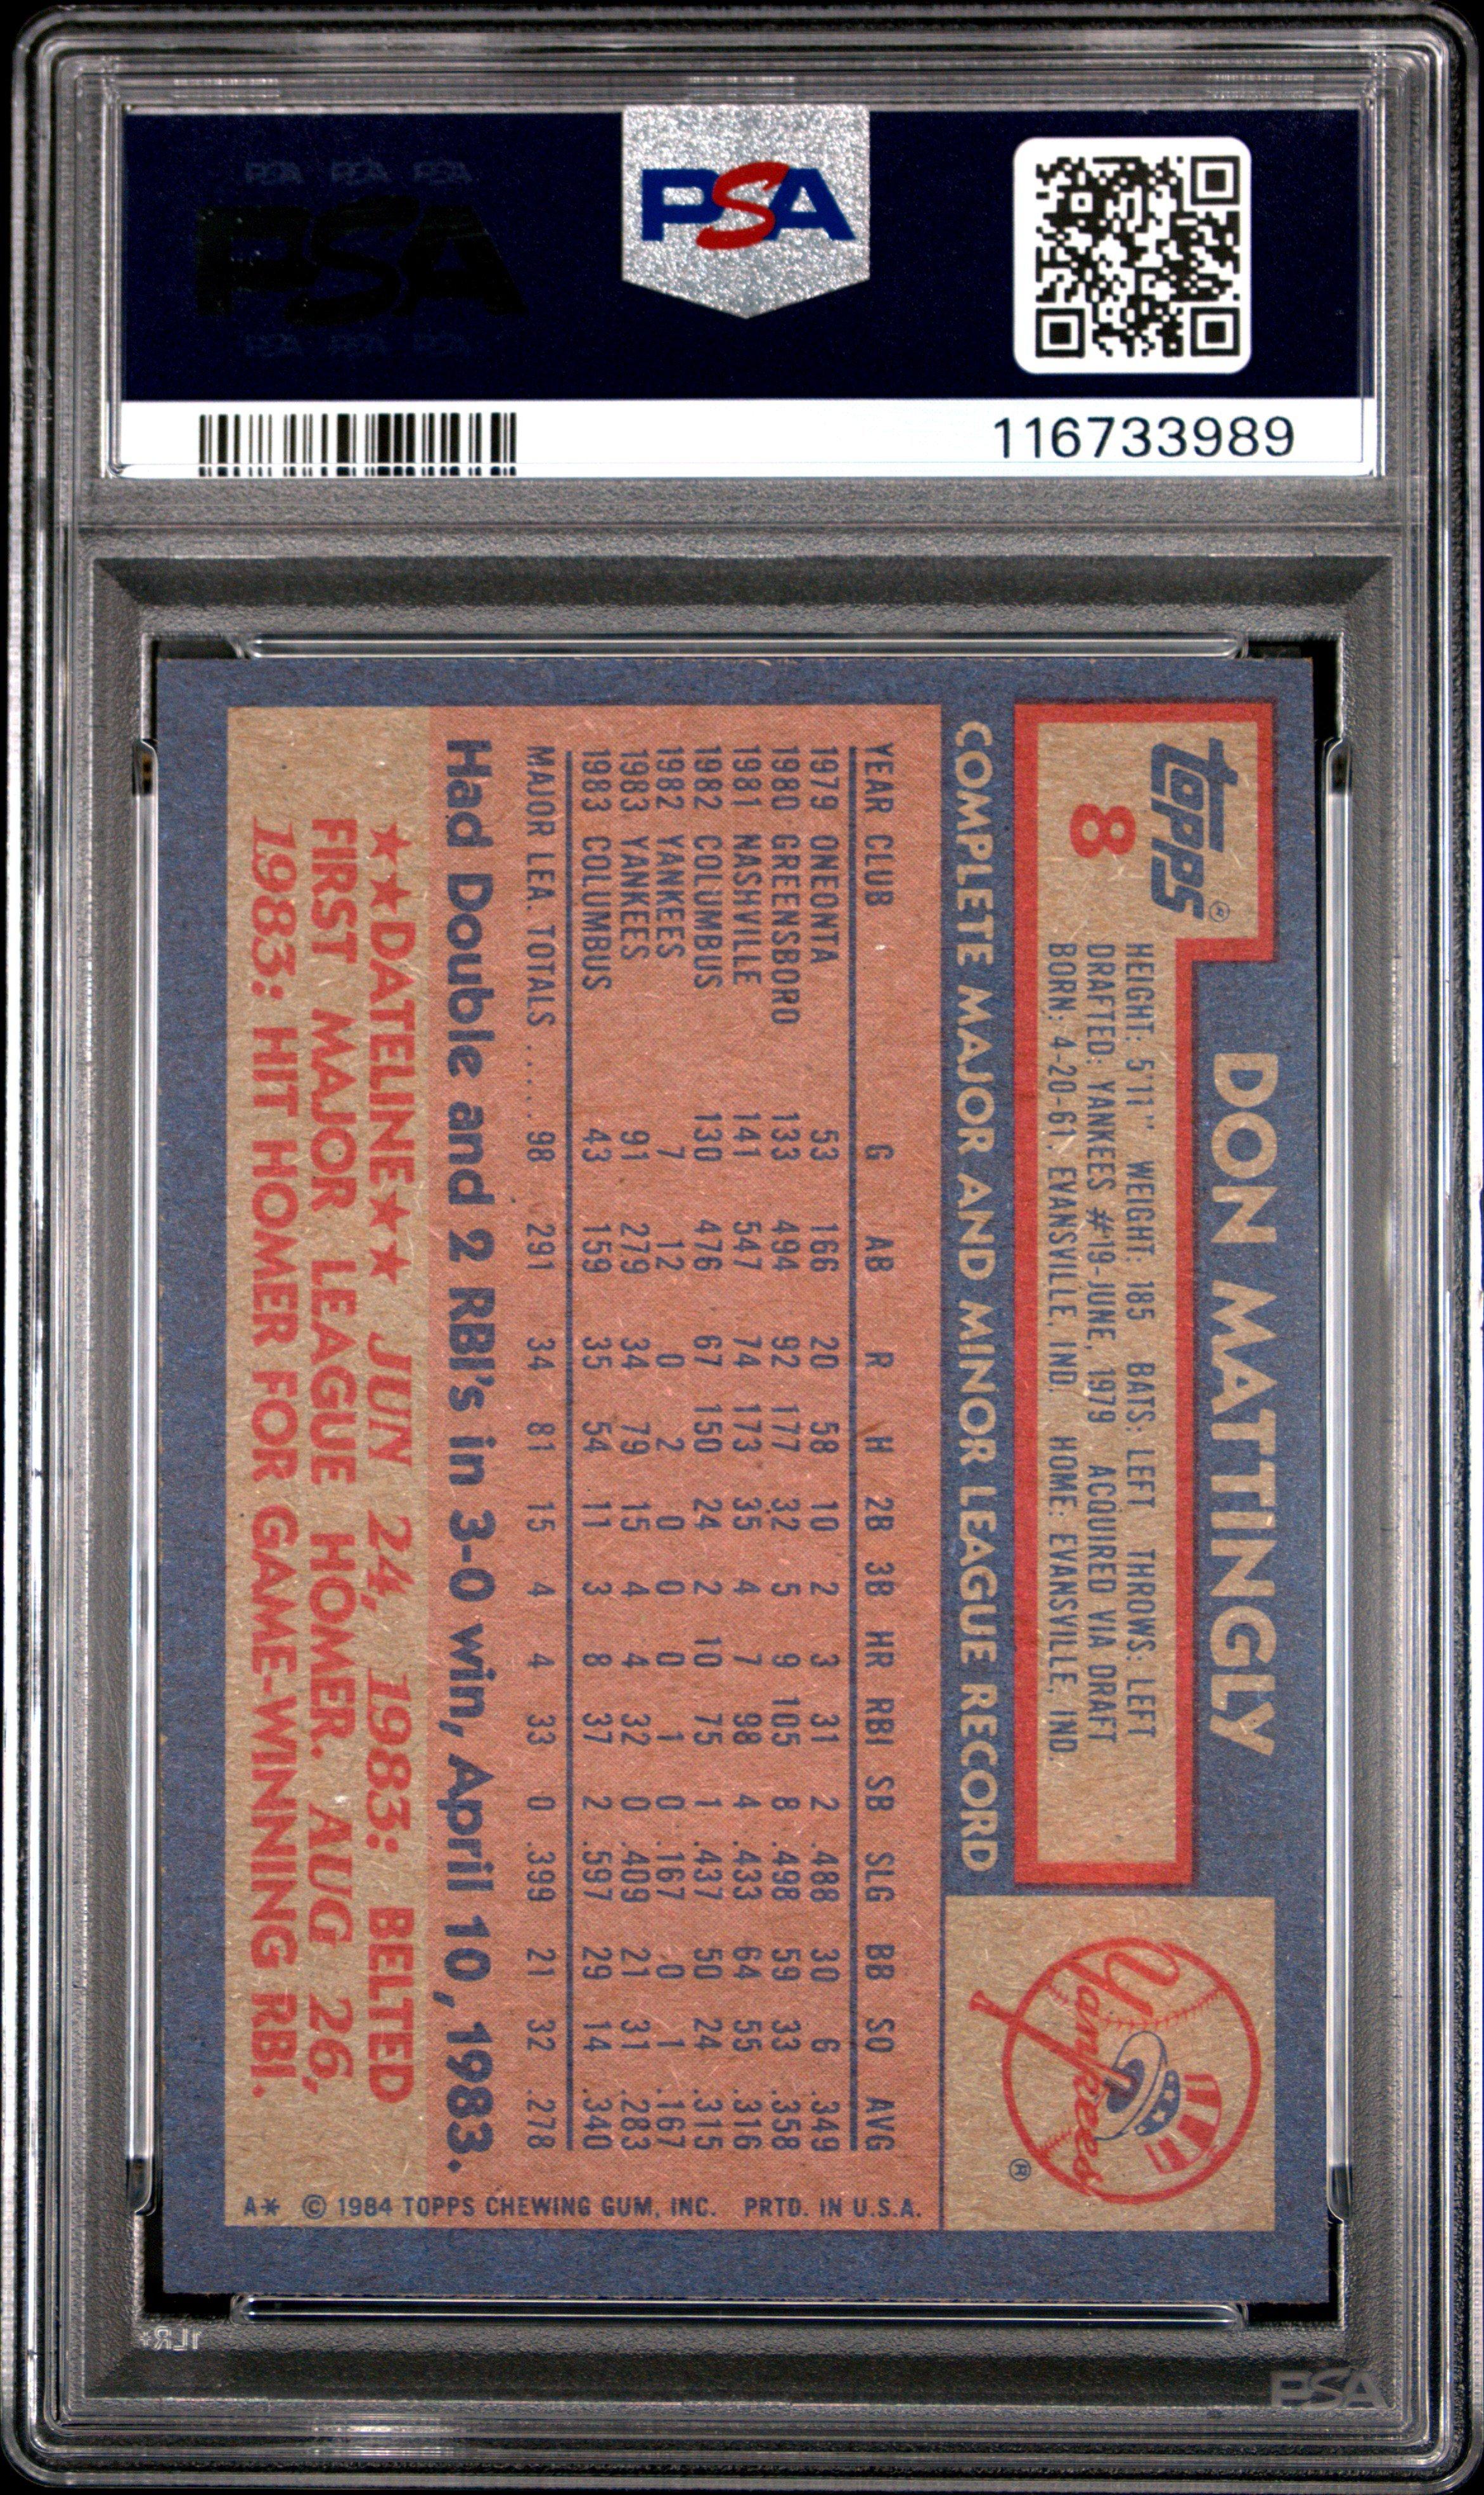 PSA PSA PSA
PSA
PSA PSA PSA
PSA
116733989
DON MATTINGLY
Topps®
8
HEIGHT: 5'11" WEIGHT: 185 BATS: LEFT THROWS: LEFT
DRAFTED: YANKEES #19-JUNE, 1979 ACQUIRED VIA DRAFT
BORN: 4-20-61 EVANSVILLE, IND. HOME: EVANSVILLE, IND.
Yankees ®
COMPLETE MAJOR AND MINOR LEAGUE RECORD
YEAR CLUB G AB R H 2B 3B HR RBI SB SLG BB SO AVG
1979 ONEONTA 53 166 20 58 10 2 3 31 2 .488 30 6 .349
1980 GREENSBORO 133 494 92 177 32 5 9 105 8 .498 59 33 .358
1981 NASHVILLE 141 547 74 173 35 4 7 98 4 .433 64 55 .316
1982 COLUMBUS 130 476 67 150 24 2 10 75 1 .437 50 24 .315
1982 YANKEES 7 12 0 2 0 0 0 1 0 .167 0 1 .167
1983 YANKEES 91 279 34 79 15 4 4 32 0 .409 21 31 .283
1983 COLUMBUS 43 159 35 54 11 3 8 37 2 .597 29 14 .340
MAJOR LEA. TOTALS ..... 98 291 34 81 15 4 4 33 0 .399 21 32 .278
Had Double and 2 RBI's in 3-0 win, April 10, 1983.
★★DATELINE★★ JUN 24, 1983: BELTED
FIRST MAJOR LEAGUE HOMER. AUG 26,
1983: HIT HOMER FOR GAME-WINNING RBI.
A* © 1984 TOPPS CHEWING GUM, INC. PRTD. IN U.S.A.
1LR*
PSA